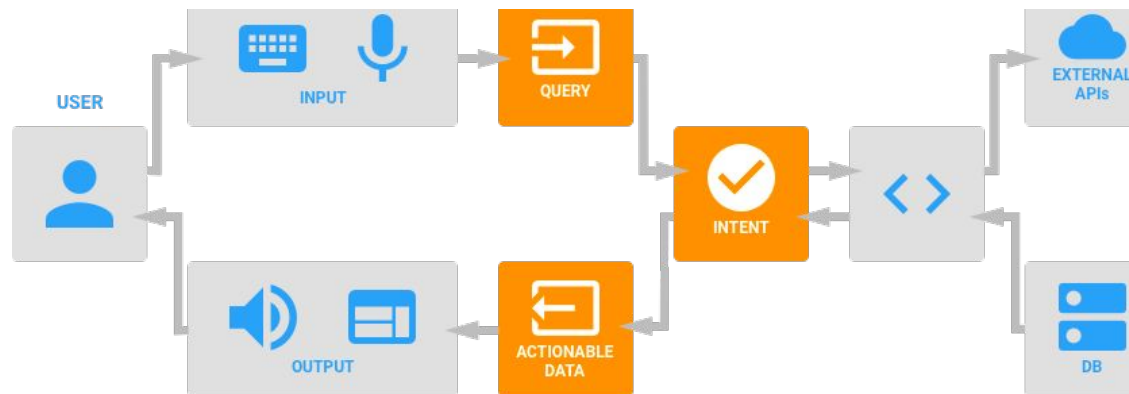 USER
INPUT
QUERY
EXTERNAL
APIs
INTENT
OUTPUT
ACTIONABLE
DATA
DB